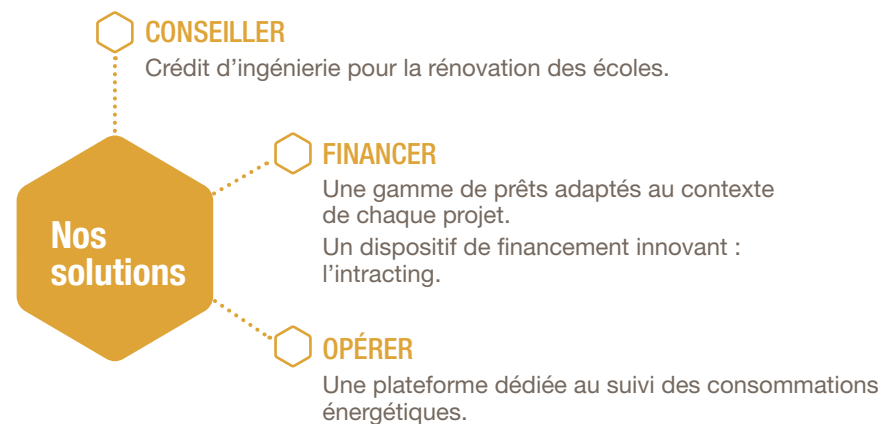 CONSEILLER
Crédit d’ingénierie pour la rénovation des écoles.
FINANCER
Une gamme de prêts adaptés au contexte
de chaque projet.
Un dispositif de financement innovant :
l’intracting.
Nos
solutions
OPÉRER
Une plateforme dédiée au suivi des consommations
énergétiques.